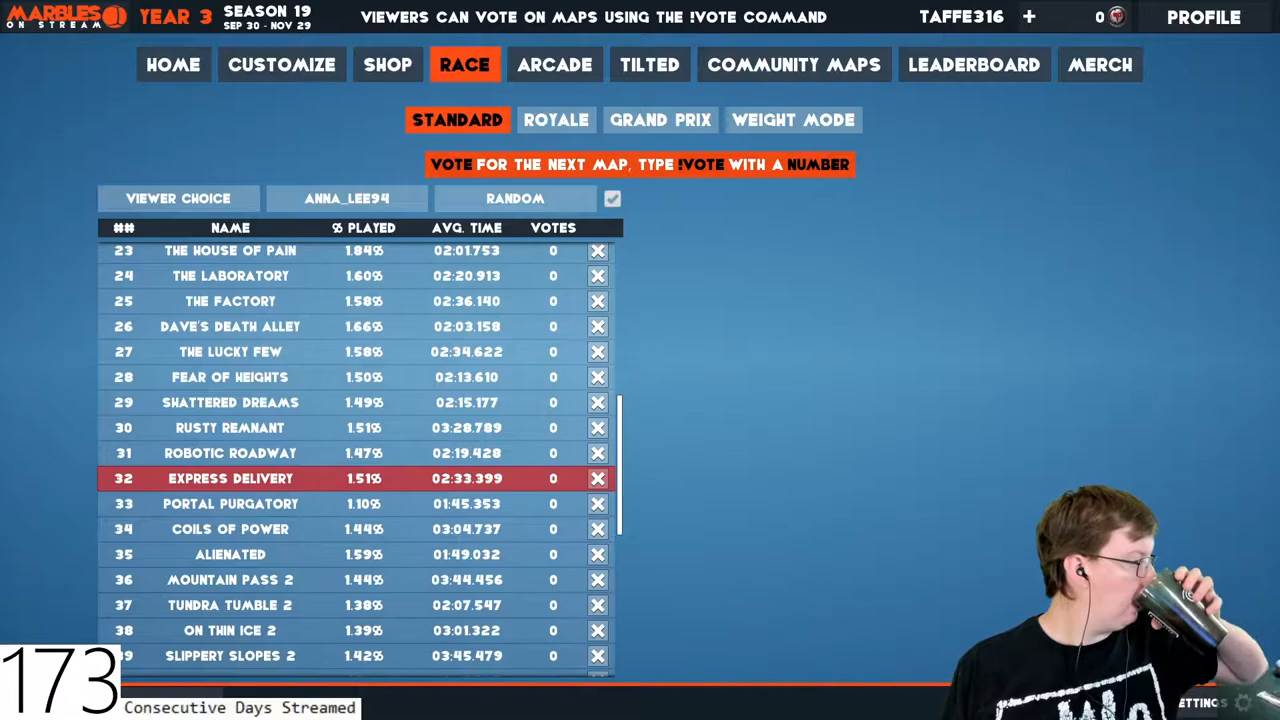 MARBLES
ON STREAM
YEAR 3
SEASON 19
SEP 30 - NOV 29
VIEWERS CAN VOTE ON MAPS USING THE !VOTE COMMAND
TAFFE316 + 0 PROFILE
HOME CUSTOMIZE SHOP RACE ARCADE TILTED COMMUNITY MAPS LEADERBOARD MERCH
STANDARD ROYALE GRAND PRIX WEIGHT MODE
VOTE FOR THE NEXT MAP, TYPE !VOTE WITH A NUMBER
VIEWER CHOICE ANNA_LEE94 RANDOM
## NAME % PLAYED AVG. TIME VOTES
23 THE HOUSE OF PAIN 1.84% 02:01.753 0
24 THE LABORATORY 1.60% 02:20.913 0
25 THE FACTORY 1.58% 02:36.140 0
26 DAVE'S DEATH ALLEY 1.66% 02:03.158 0
27 THE LUCKY FEW 1.58% 02:34.622 0
28 FEAR OF HEIGHTS 1.50% 02:13.610 0
29 SHATTERED DREAMS 1.49% 02:15.177 0
30 RUSTY REMNANT 1.51% 03:28.789 0
31 ROBOTIC ROADWAY 1.47% 02:19.428 0
32 EXPRESS DELIVERY 1.51% 02:33.399 0
33 PORTAL PURGATORY 1.10% 01:45.353 0
34 COILS OF POWER 1.44% 03:04.737 0
35 ALIENATED 1.59% 01:49.032 0
36 MOUNTAIN PASS 2 1.44% 03:44.456 0
37 TUNDRA TUMBLE 2 1.38% 02:07.547 0
38 ON THIN ICE 2 1.39% 03:01.322 0
39 SLIPPERY SLOPES 2 1.42% 03:45.479 0
173
Consecutive Days Streamed
ETTINGS